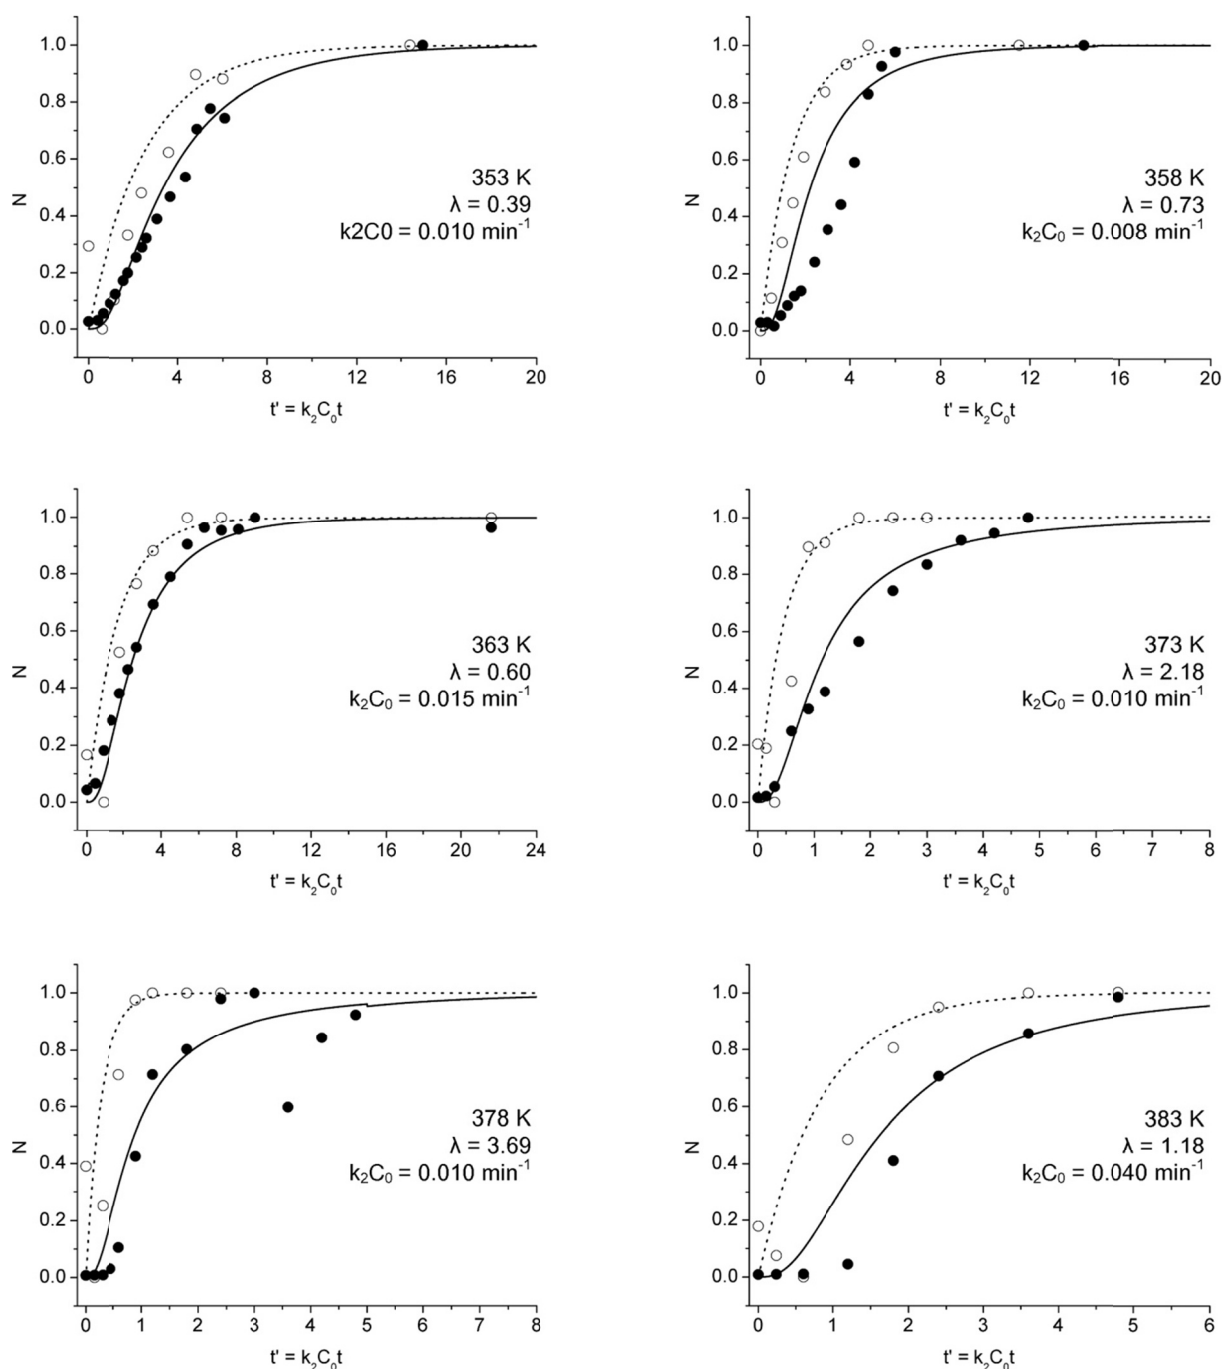 1.0
0.8
0.6
0.4
0.2
0.0
N
353 K
λ = 0.39
k2C0 = 0.010 min⁻¹
0 4 8 12 16 20
t' = k₂C₀t
1.0
0.8
0.6
0.4
0.2
0.0
N
358 K
λ = 0.73
k₂C₀ = 0.008 min⁻¹
0 4 8 12 16 20
t' = k₂C₀t
1.0
0.8
0.6
0.4
0.2
0.0
N
363 K
λ = 0.60
k₂C₀ = 0.015 min⁻¹
0 4 8 12 16 20 24
t' = k₂C₀t
1.0
0.8
0.6
0.4
0.2
0.0
N
373 K
λ = 2.18
k₂C₀ = 0.010 min⁻¹
0 1 2 3 4 5 6 7 8
t' = k₂C₀t
1.0
0.8
0.6
0.4
0.2
0.0
N
378 K
λ = 3.69
k₂C₀ = 0.010 min⁻¹
0 1 2 3 4 5 6 7 8
t' = k₂C₀t
1.0
0.8
0.6
0.4
0.2
0.0
N
383 K
λ = 1.18
k₂C₀ = 0.040 min⁻¹
0 1 2 3 4 5 6
t' = k₂C₀t